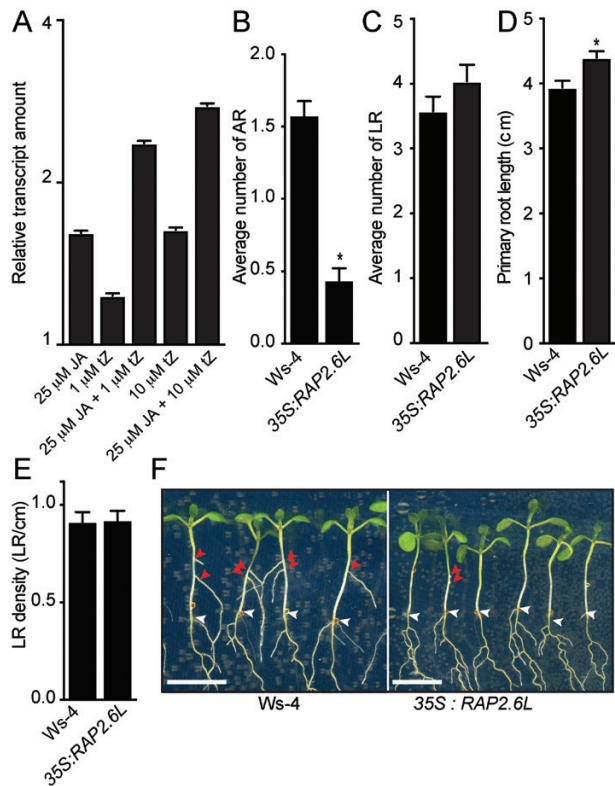 A
Relative transcript amount
4
2
1
25 µM JA
1 µM tZ
25 µM JA + 1 µM tZ
10 µM tZ
25 µM JA + 10 µM tZ
B
Average number of AR
2.0
1.5
1.0
0.5
0.0
*
Ws-4
35S:RAP2.6L
C
Average number of LR
5
4
3
2
1
0
Ws-4
35S:RAP2.6L
D
Primary root length (cm)
5
4
3
2
1
0
*
Ws-4
35S:RAP2.6L
E
LR density (LR/cm)
1.0
0.5
0.0
Ws-4
35S:RAP2.6L
F
Ws-4
35S : RAP2.6L